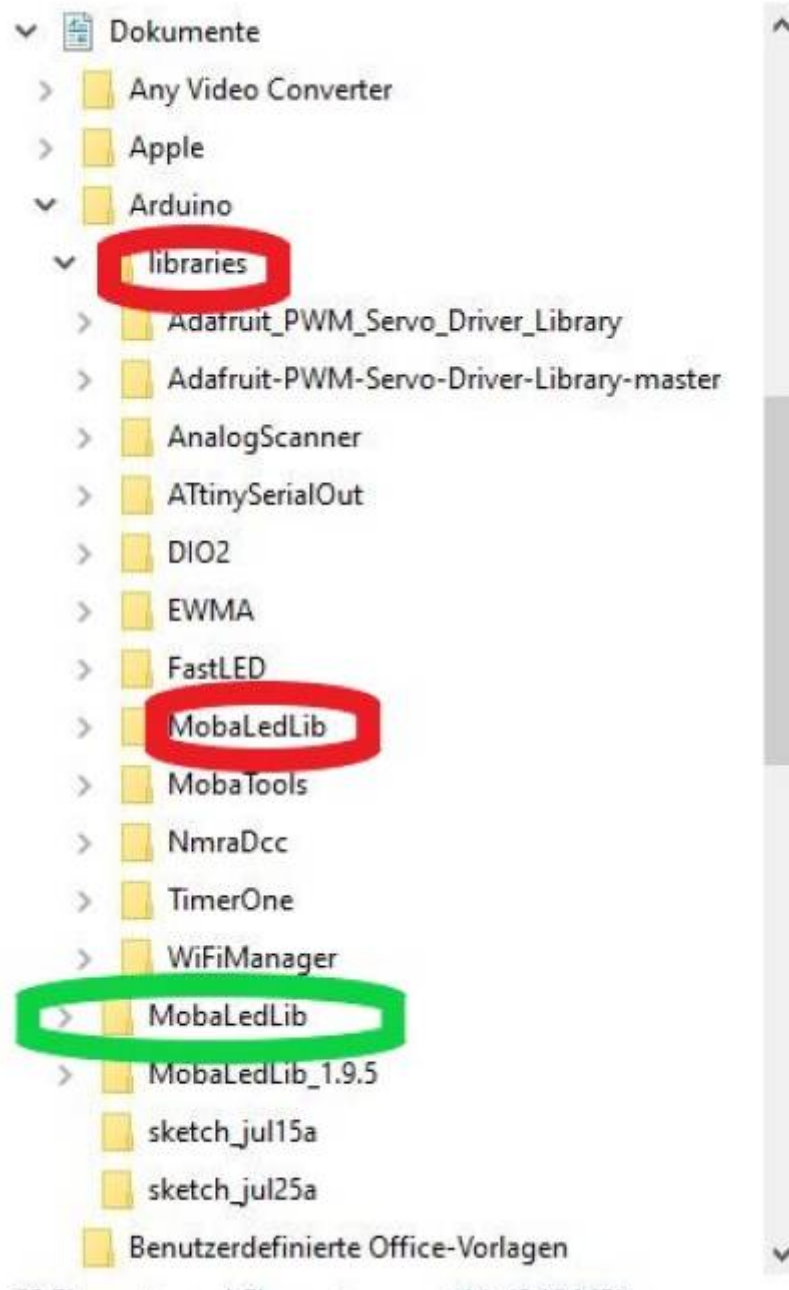 Dokumente
Any Video Converter
Apple
Arduino
libraries
Adafruit_PWM_Servo_Driver_Library
Adafruit-PWM-Servo-Driver-Library-master
AnalogScanner
ATtinySerialOut
DIO2
EWMA
FastLED
MobaLedLib
MobaTools
NmraDcc
TimerOne
WiFiManager
MobaLedLib
MobaLedLib_1.9.5
sketch_jul15a
sketch_jul25a
Benutzerdefinierte Office-Vorlagen